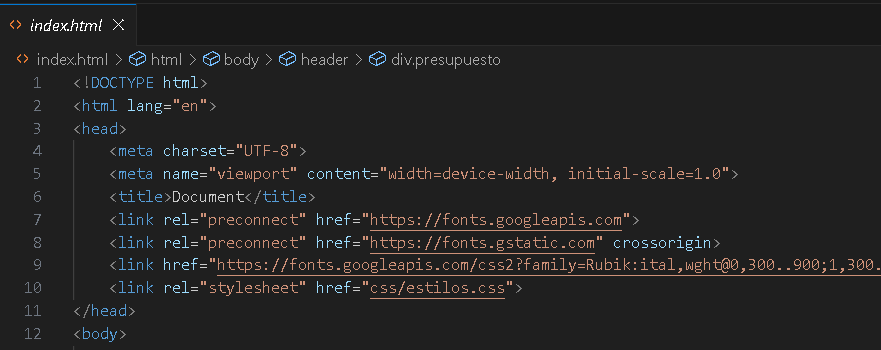 index.html
index.html > html > body > header > div.presupuesto
1 <!DOCTYPE html>
2 <html lang="en">
3 <head>
4 <meta charset="UTF-8">
5 <meta name="viewport" content="width=device-width, initial-scale=1.0">
6 <title>Document</title>
7 <link rel="preconnect" href="https://fonts.googleapis.com">
8 <link rel="preconnect" href="https://fonts.gstatic.com" crossorigin>
9 <link href="https://fonts.googleapis.com/css2?family=Rubik:ital,wght@0,300..900;1,300.
10 <link rel="stylesheet" href="css/estilos.css">
11 </head>
12 <body>